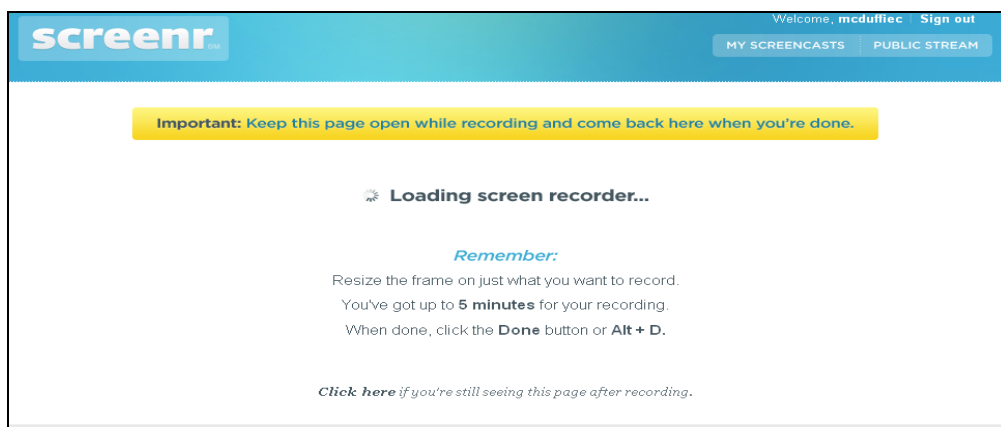 Welcome, mcduffiec | Sign out
screenr
MY SCREENCASTS PUBLIC STREAM
Important: Keep this page open while recording and come back here when you're done.
Loading screen recorder...
Remember:
Resize the frame on just what you want to record.
You've got up to 5 minutes for your recording.
When done, click the Done button or Alt + D.
Click here if you're still seeing this page after recording.